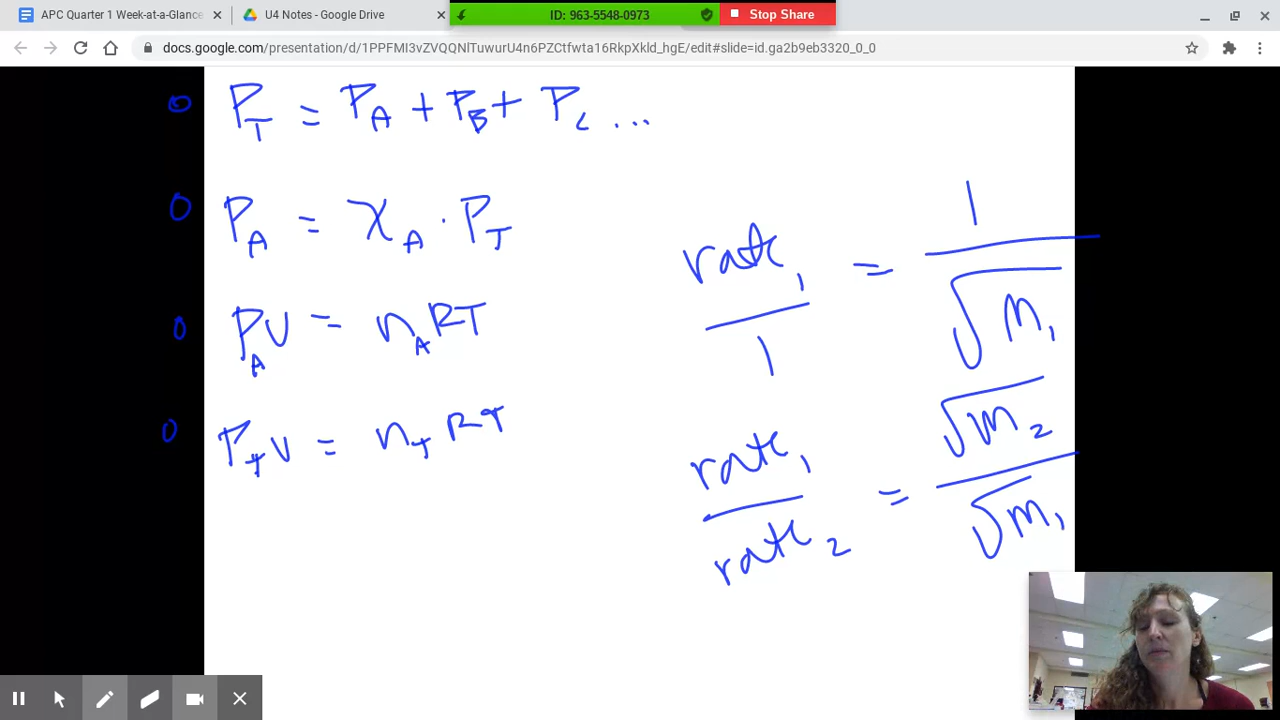 APC Quarter 1 Week-at-a-Glance
U4 Notes - Google Drive
ID: 963-5548-0973
Stop Share
docs.google.com/presentation/d/1PPFMI3vZVQQNlTuwurU4n6PZCtfwta16RkpXkld_hgE/edit#slide=id.ga2b9eb3320_0_0
P_T = P_A + P_B + P_C ...
P_A = X_A · P_T
P_A V = n_A RT
P_T V = n_T RT
rate_1 / 1 = 1 / √M_1
rate_1 / rate_2 = √M_2 / √M_1